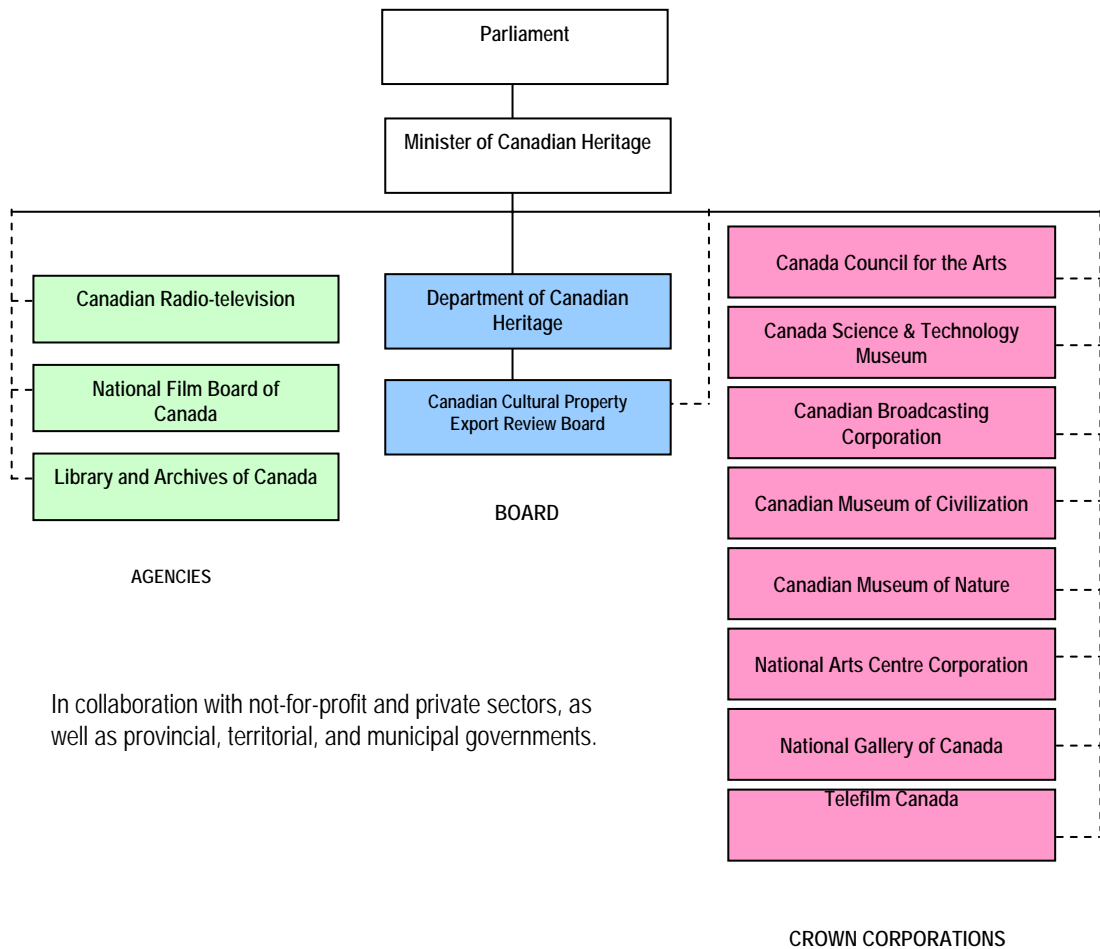 Parliament
Minister of Canadian Heritage
Canadian Radio-television
National Film Board of
Canada
Library and Archives of Canada
AGENCIES
Department of Canadian
Heritage
Canadian Cultural Property
Export Review Board
BOARD
Canada Council for the Arts
Canada Science & Technology
Museum
Canadian Broadcasting
Corporation
Canadian Museum of Civilization
Canadian Museum of Nature
National Arts Centre Corporation
National Gallery of Canada
Telefilm Canada
CROWN CORPORATIONS
In collaboration with not-for-profit and private sectors, as
well as provincial, territorial, and municipal governments.